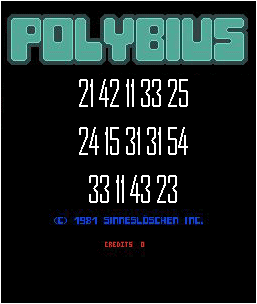 POLYBIUS
21 42 11 33 25
24 15 31 31 54
33 11 43 23
(C) 1981 SINNESLÖSCHEN INC.
CREDITS 0